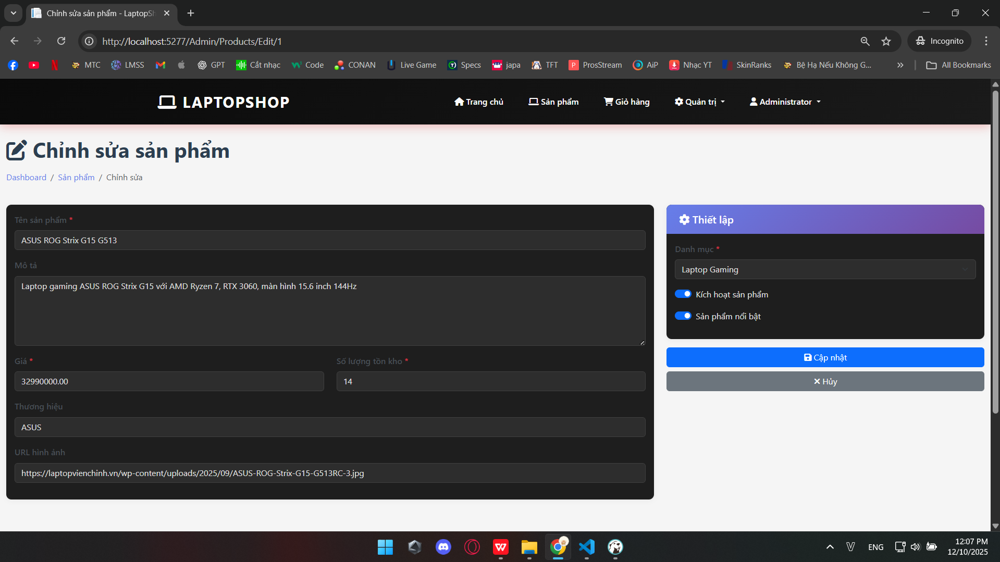 Chỉnh sửa sản phẩm - LaptopSh
http://localhost:5277/Admin/Products/Edit/1
Incognito
MTC
LMSS
GPT
Cắt nhạc
Code
CONAN
Live Game
Specs
japa
TFT
ProsStream
AiP
Nhạc YT
SkinRanks
Bệ Hạ Nếu Không G...
All Bookmarks
LAPTOPSHOP
Trang chủ
Sản phẩm
Giỏ hàng
Quản trị
Administrator
Chỉnh sửa sản phẩm
Dashboard / Sản phẩm / Chỉnh sửa
Tên sản phẩm *
ASUS ROG Strix G15 G513
Mô tả
Laptop gaming ASUS ROG Strix G15 với AMD Ryzen 7, RTX 3060, màn hình 15.6 inch 144Hz
Giá *
32990000.00
Số lượng tồn kho *
14
Thương hiệu
ASUS
URL hình ảnh
https://laptopvienchinh.vn/wp-content/uploads/2025/09/ASUS-ROG-Strix-G15-G513RC-3.jpg
Thiết lập
Danh mục *
Laptop Gaming
Kích hoạt sản phẩm
Sản phẩm nổi bật
Cập nhật
Hủy
ENG
12:07 PM
12/10/2025